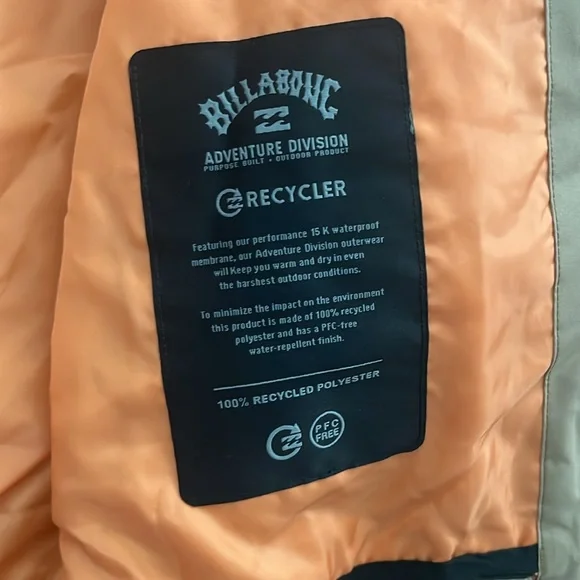 BILLABONG
ADVENTURE DIVISION
PURPOSE BUILT · OUTDOOR PRODUCT
RECYCLER
Featuring our performance 15 K waterproof
membrane, our Adventure Division outerwear
will Keep you warm and dry in even
the harshest outdoor conditions.
To minimize the impact on the environment
this product is made of 100% recycled
polyester and has a PFC-free
water-repellent finish.
100% RECYCLED POLYESTER
PFC
FREE